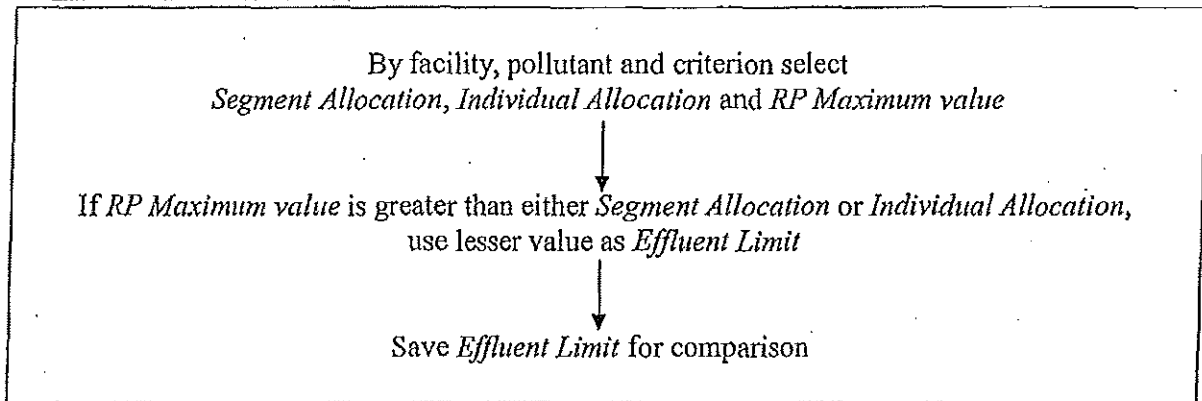 By facility, pollutant and criterion select
Segment Allocation, Individual Allocation and RP Maximum value
If RP Maximum value is greater than either Segment Allocation or Individual Allocation,
use lesser value as Effluent Limit
Save Effluent Limit for comparison